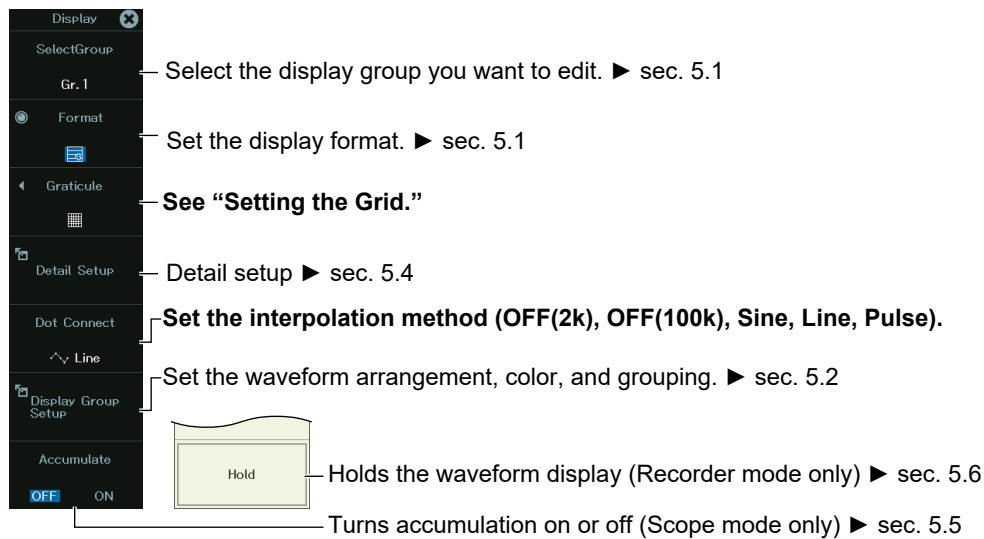 Display
SelectGroup
Gr.1
Select the display group you want to edit. ► sec. 5.1
Format
Set the display format. ► sec. 5.1
Graticule
See “Setting the Grid.”
Detail Setup
Detail setup ► sec. 5.4
Dot Connect
Set the interpolation method (OFF(2k), OFF(100k), Sine, Line, Pulse).
Line
Set the waveform arrangement, color, and grouping. ► sec. 5.2
Display Group
Setup
Accumulate
OFF ON
Hold
Holds the waveform display (Recorder mode only) ► sec. 5.6
Turns accumulation on or off (Scope mode only) ► sec. 5.5